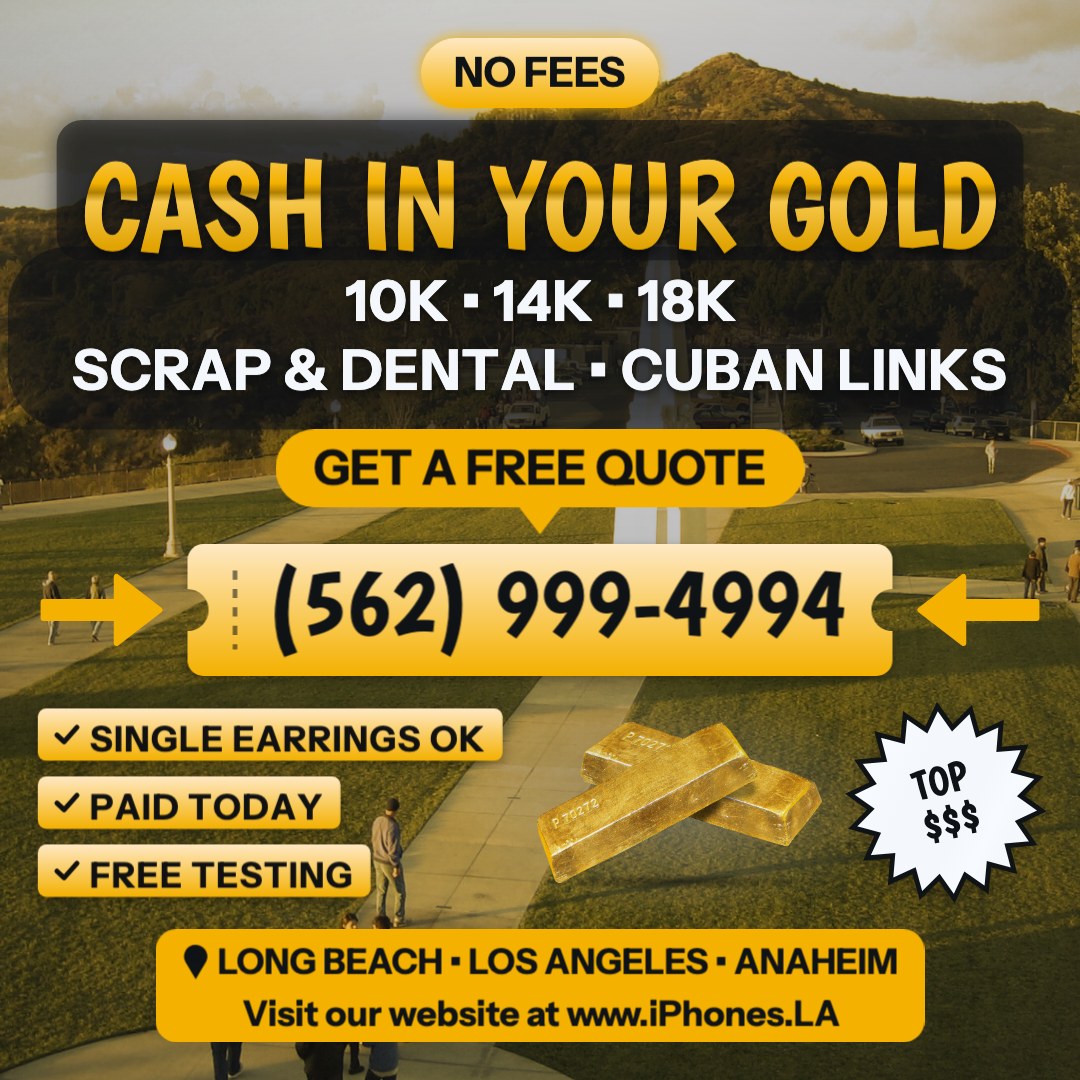 NO FEES
CASH IN YOUR GOLD
10K ▪ 14K ▪ 18K
SCRAP & DENTAL ▪ CUBAN LINKS
GET A FREE QUOTE
(562) 999-4994
✓ SINGLE EARRINGS OK
✓ PAID TODAY
✓ FREE TESTING
P 7027
P 70272
TOP
$$$
LONG BEACH ▪ LOS ANGELES ▪ ANAHEIM
Visit our website at www.iPhones.LA